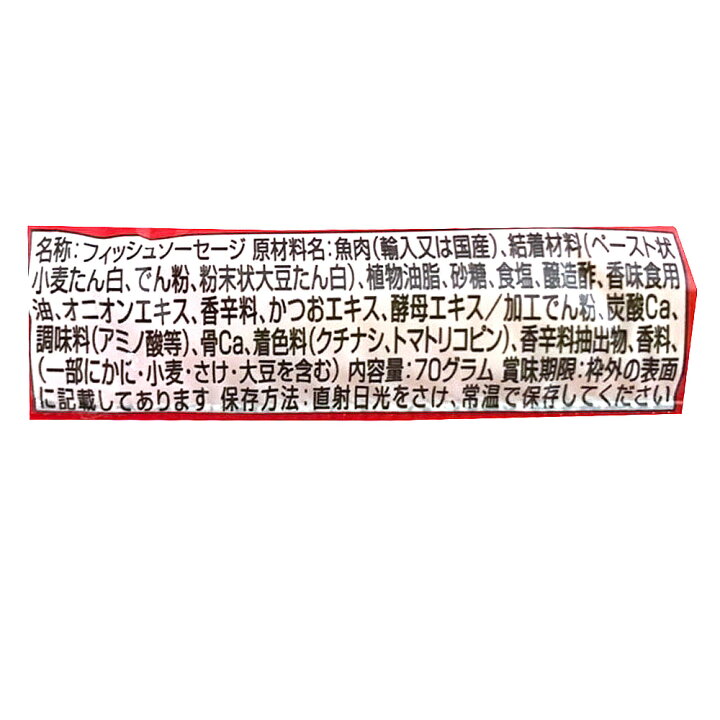 名称:フィッシュソーセージ 原材料名:魚肉(輸入又は国産)、結着材料(ペースト状
小麦たん白、でん粉、粉末状大豆たん白)、植物油脂、砂糖、食塩、醸造酢、香味食用
油、オニオンエキス、香辛料、かつおエキス、酵母エキス/加工でん粉、炭酸Ca、
調味料(アミノ酸等)、骨Ca、着色料(クチナシ、トマトリコピン)、香辛料抽出物、香料、
(一部にかに・小麦・さけ・大豆を含む) 内容量:70グラム 賞味期限:枠外の表面
に記載してあります 保存方法:直射日光をさけ、常温で保存してください